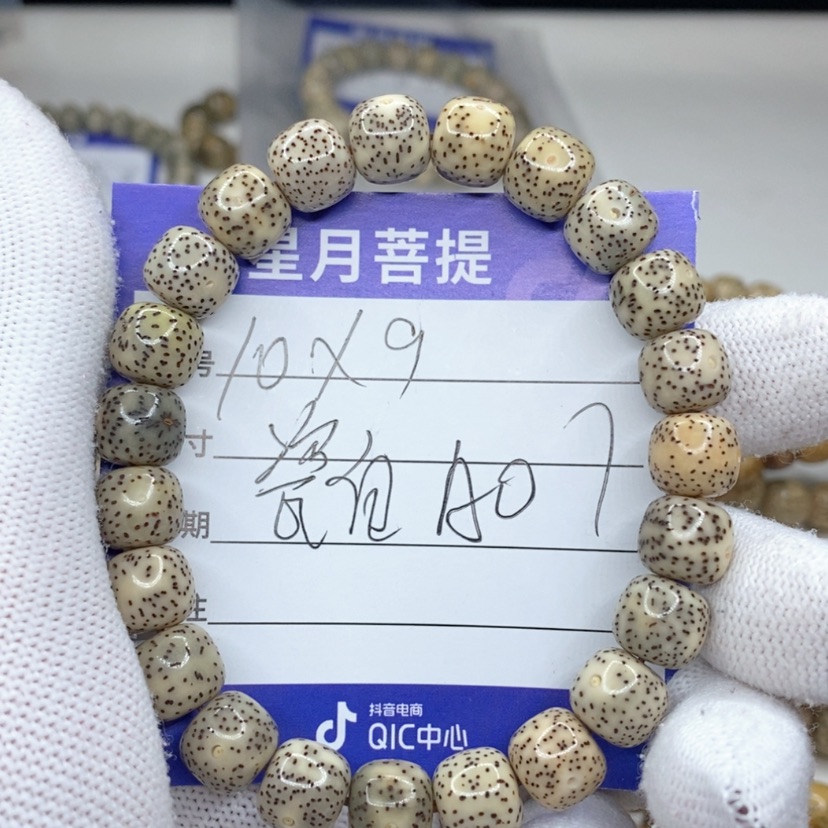 星月菩提
号 10X9
寸
瓷白 A07
期
注
抖音电商
QIC中心